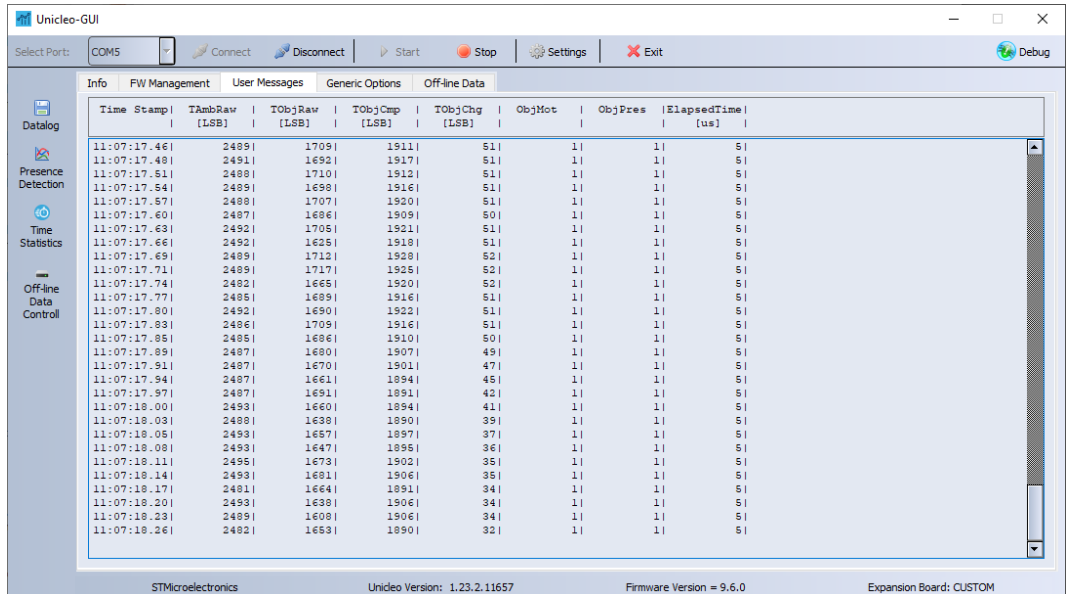 Unicleo-GUI
Select Port: COM5 Connect Disconnect Start Stop Settings Exit Debug
Info FW Management User Messages Generic Options Off-line Data
Datalog
Presence
Detection
Time
Statistics
Off-line
Data
Controll
Time Stamp| TAmbRaw | TObjRaw | TObjCmp | TObjChg | ObjMot | ObjPres |ElapsedTime|
| [LSB] | [LSB] | [LSB] | [LSB] | | | [us] |
11:07:17.46| 2489| 1709| 1911| 51| 1| 1| 5|
11:07:17.48| 2491| 1692| 1917| 51| 1| 1| 5|
11:07:17.51| 2488| 1710| 1912| 51| 1| 1| 5|
11:07:17.54| 2489| 1698| 1916| 51| 1| 1| 5|
11:07:17.57| 2488| 1707| 1920| 51| 1| 1| 5|
11:07:17.60| 2487| 1686| 1909| 50| 1| 1| 5|
11:07:17.63| 2492| 1705| 1921| 51| 1| 1| 5|
11:07:17.66| 2492| 1625| 1918| 51| 1| 1| 5|
11:07:17.69| 2489| 1712| 1928| 52| 1| 1| 5|
11:07:17.71| 2489| 1717| 1925| 52| 1| 1| 5|
11:07:17.74| 2482| 1665| 1920| 52| 1| 1| 5|
11:07:17.77| 2485| 1689| 1916| 51| 1| 1| 5|
11:07:17.80| 2492| 1690| 1922| 51| 1| 1| 5|
11:07:17.83| 2486| 1709| 1916| 51| 1| 1| 5|
11:07:17.85| 2485| 1686| 1910| 50| 1| 1| 5|
11:07:17.89| 2487| 1680| 1907| 49| 1| 1| 5|
11:07:17.91| 2487| 1670| 1901| 47| 1| 1| 5|
11:07:17.94| 2487| 1661| 1894| 45| 1| 1| 5|
11:07:17.97| 2487| 1691| 1891| 42| 1| 1| 5|
11:07:18.00| 2493| 1660| 1894| 41| 1| 1| 5|
11:07:18.03| 2488| 1638| 1890| 39| 1| 1| 5|
11:07:18.05| 2493| 1657| 1897| 37| 1| 1| 5|
11:07:18.08| 2493| 1647| 1895| 36| 1| 1| 5|
11:07:18.11| 2495| 1673| 1902| 35| 1| 1| 5|
11:07:18.14| 2493| 1681| 1906| 35| 1| 1| 5|
11:07:18.17| 2481| 1664| 1891| 34| 1| 1| 5|
11:07:18.20| 2493| 1638| 1906| 34| 1| 1| 5|
11:07:18.23| 2489| 1608| 1906| 34| 1| 1| 5|
11:07:18.26| 2482| 1653| 1890| 32| 1| 1| 5|
STMicroelectronics Unicleo Version: 1.23.2.11657 Firmware Version = 9.6.0 Expansion Board: CUSTOM